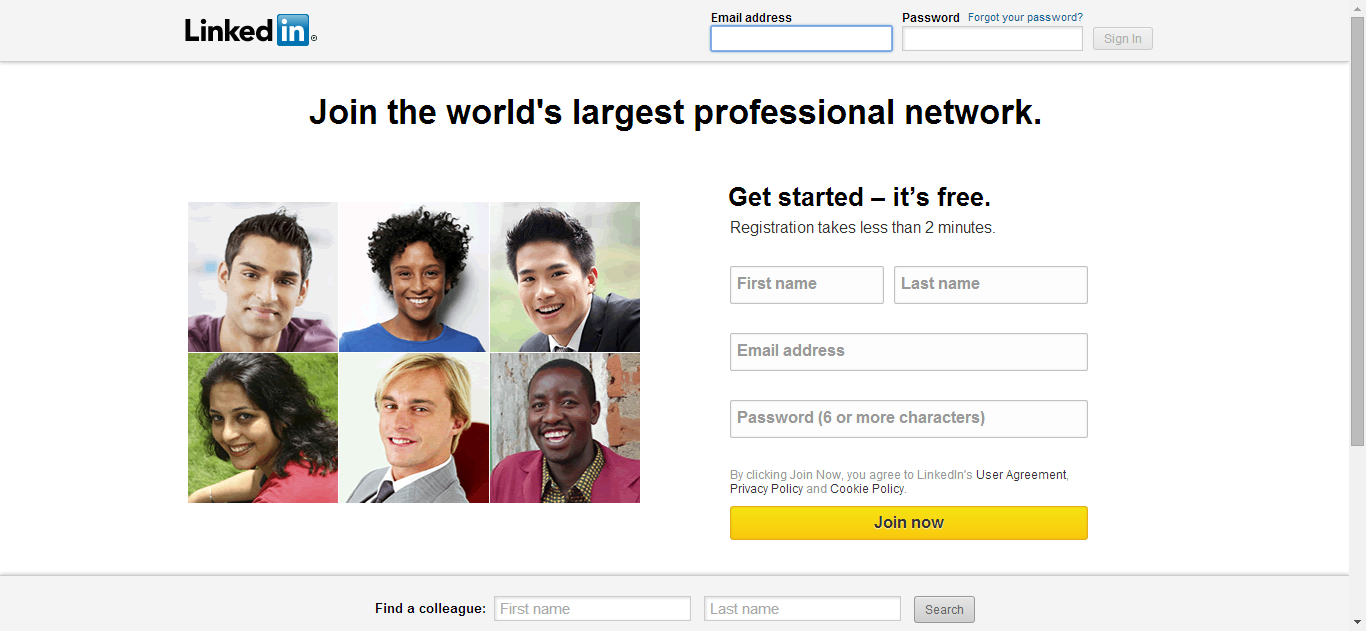 Linked in ®
Email address
Password Forgot your password?
Sign In
Join the world's largest professional network.
Get started – it’s free.
Registration takes less than 2 minutes.
First name
Last name
Email address
Password (6 or more characters)
By clicking Join Now, you agree to LinkedIn's User Agreement,
Privacy Policy and Cookie Policy.
Join now
Find a colleague: First name Last name Search